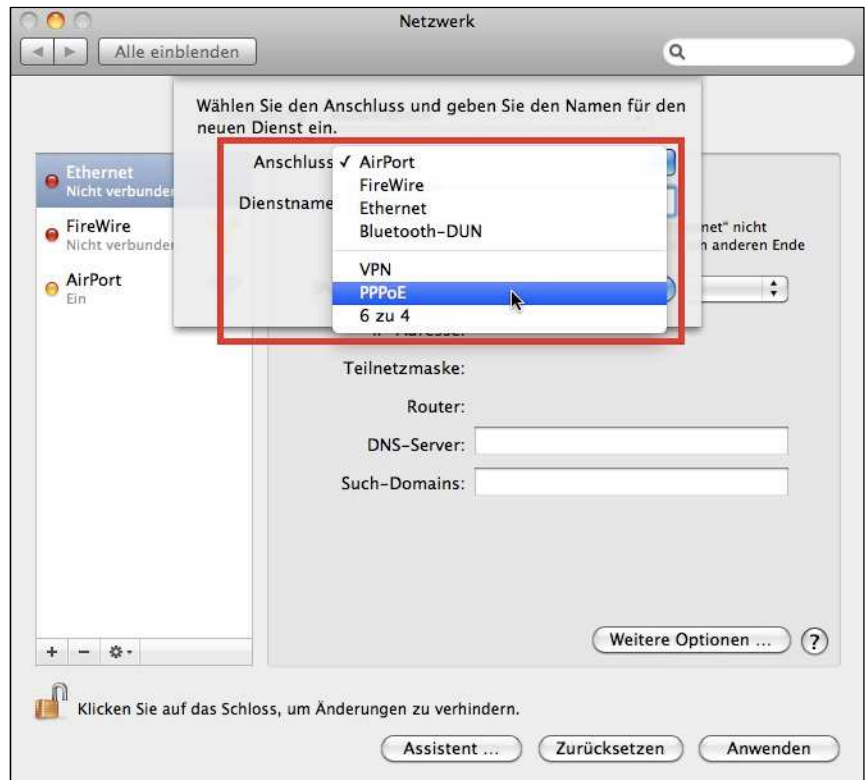 Netzwerk
Alle einblenden
Wählen Sie den Anschluss und geben Sie den Namen für den
neuen Dienst ein.
Anschluss ✓ AirPort
FireWire
Dienstname
Ethernet
Bluetooth-DUN
VPN
PPPoE
6 zu 4
Ethernet
Nicht verbunden
FireWire
Nicht verbunden
AirPort
Ein
net“ nicht
n anderen Ende
Teilnetzmaske:
Router:
DNS-Server:
Such-Domains:
+ −
Weitere Optionen ... ?
Klicken Sie auf das Schloss, um Änderungen zu verhindern.
Assistent ... Zurücksetzen Anwenden